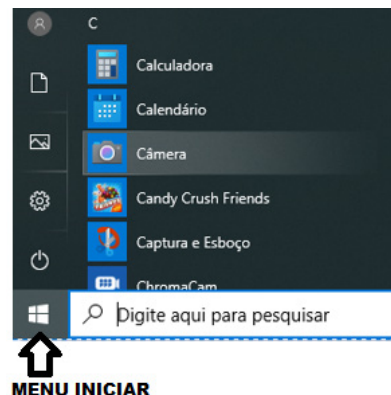 C
Calculadora
Calendário
Câmera
Candy Crush Friends
Captura e Esboço
ChromaCam
Digite aqui para pesquisar
MENU INICIAR